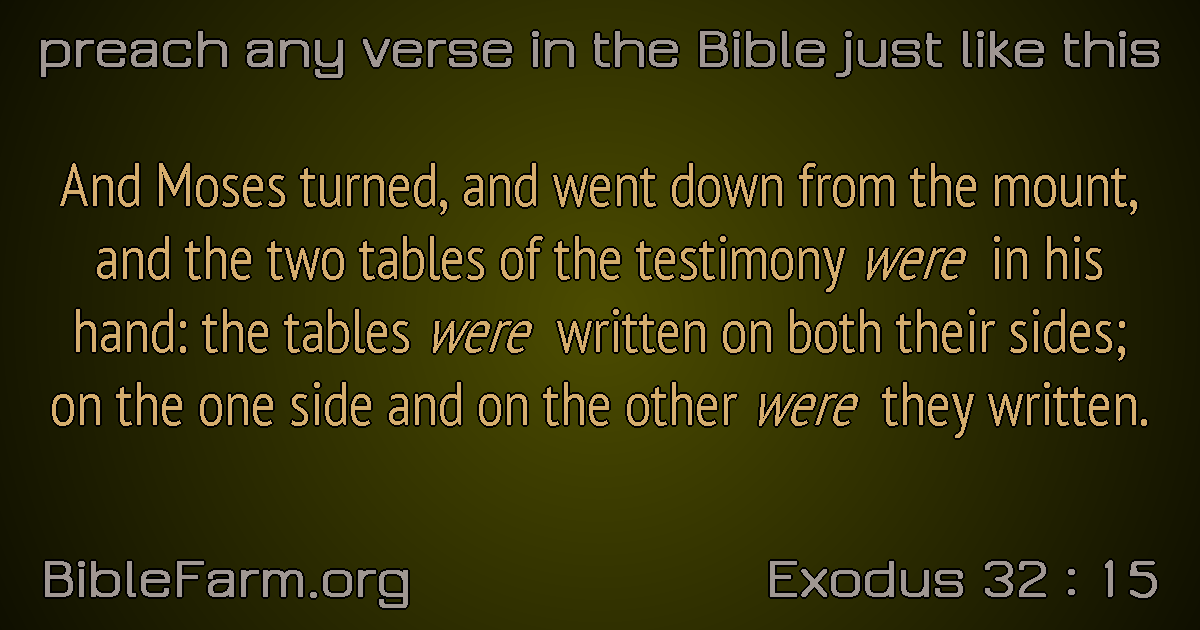 preach any verse in the Bible just like this
And Moses turned, and went down from the mount,
and the two tables of the testimony were in his
hand: the tables were written on both their sides;
on the one side and on the other were they written.
BibleFarm.org
Exodus 32 : 15